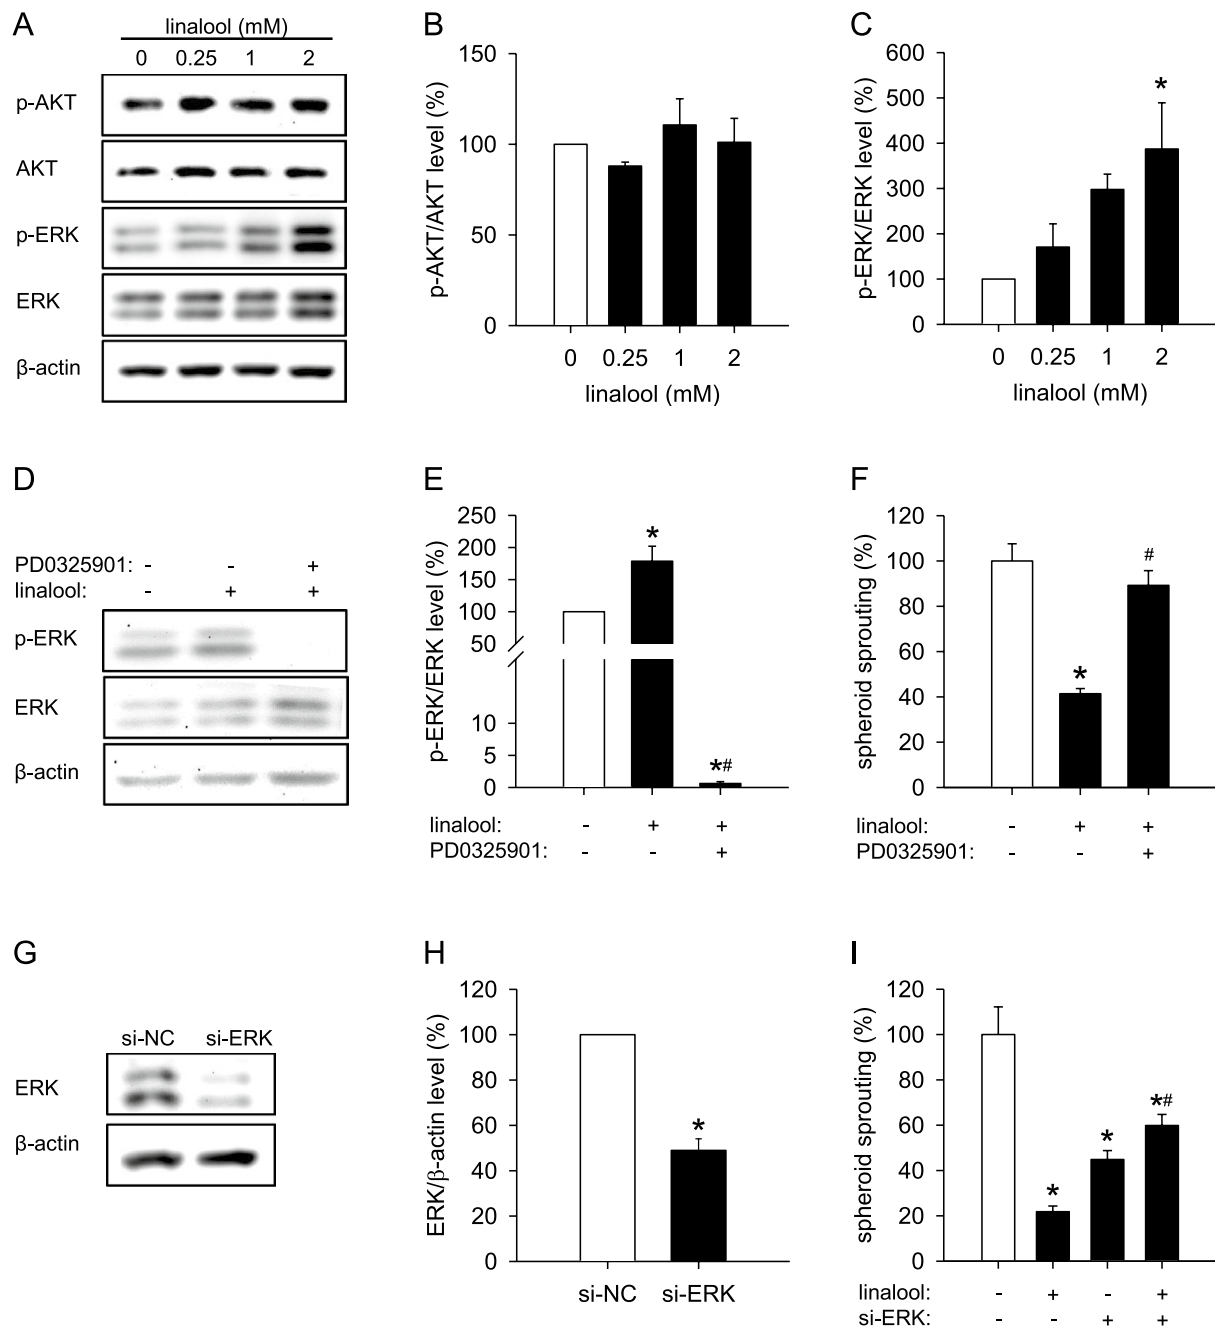 A
linalool (mM)
0 0.25 1 2
p-AKT
AKT
p-ERK
ERK
β-actin
B
p-AKT/AKT level (%)
150
100
50
0
0 0.25 1 2
linalool (mM)
C
p-ERK/ERK level (%)
600
500
400
300
200
100
0
*
0 0.25 1 2
linalool (mM)
D
PD0325901: - - +
linalool: - + +
p-ERK
ERK
β-actin
E
p-ERK/ERK level (%)
250
200
150
100
50
10
5
0
*
*#
linalool: - + +
PD0325901: - - +
F
spheroid sprouting (%)
120
100
80
60
40
20
0
*
#
linalool: - + +
PD0325901: - - +
G
si-NC si-ERK
ERK
β-actin
H
ERK/β-actin level (%)
120
100
80
60
40
20
0
*
si-NC si-ERK
I
spheroid sprouting (%)
120
100
80
60
40
20
0
*
*
*#
linalool: - + - +
si-ERK: - - + +